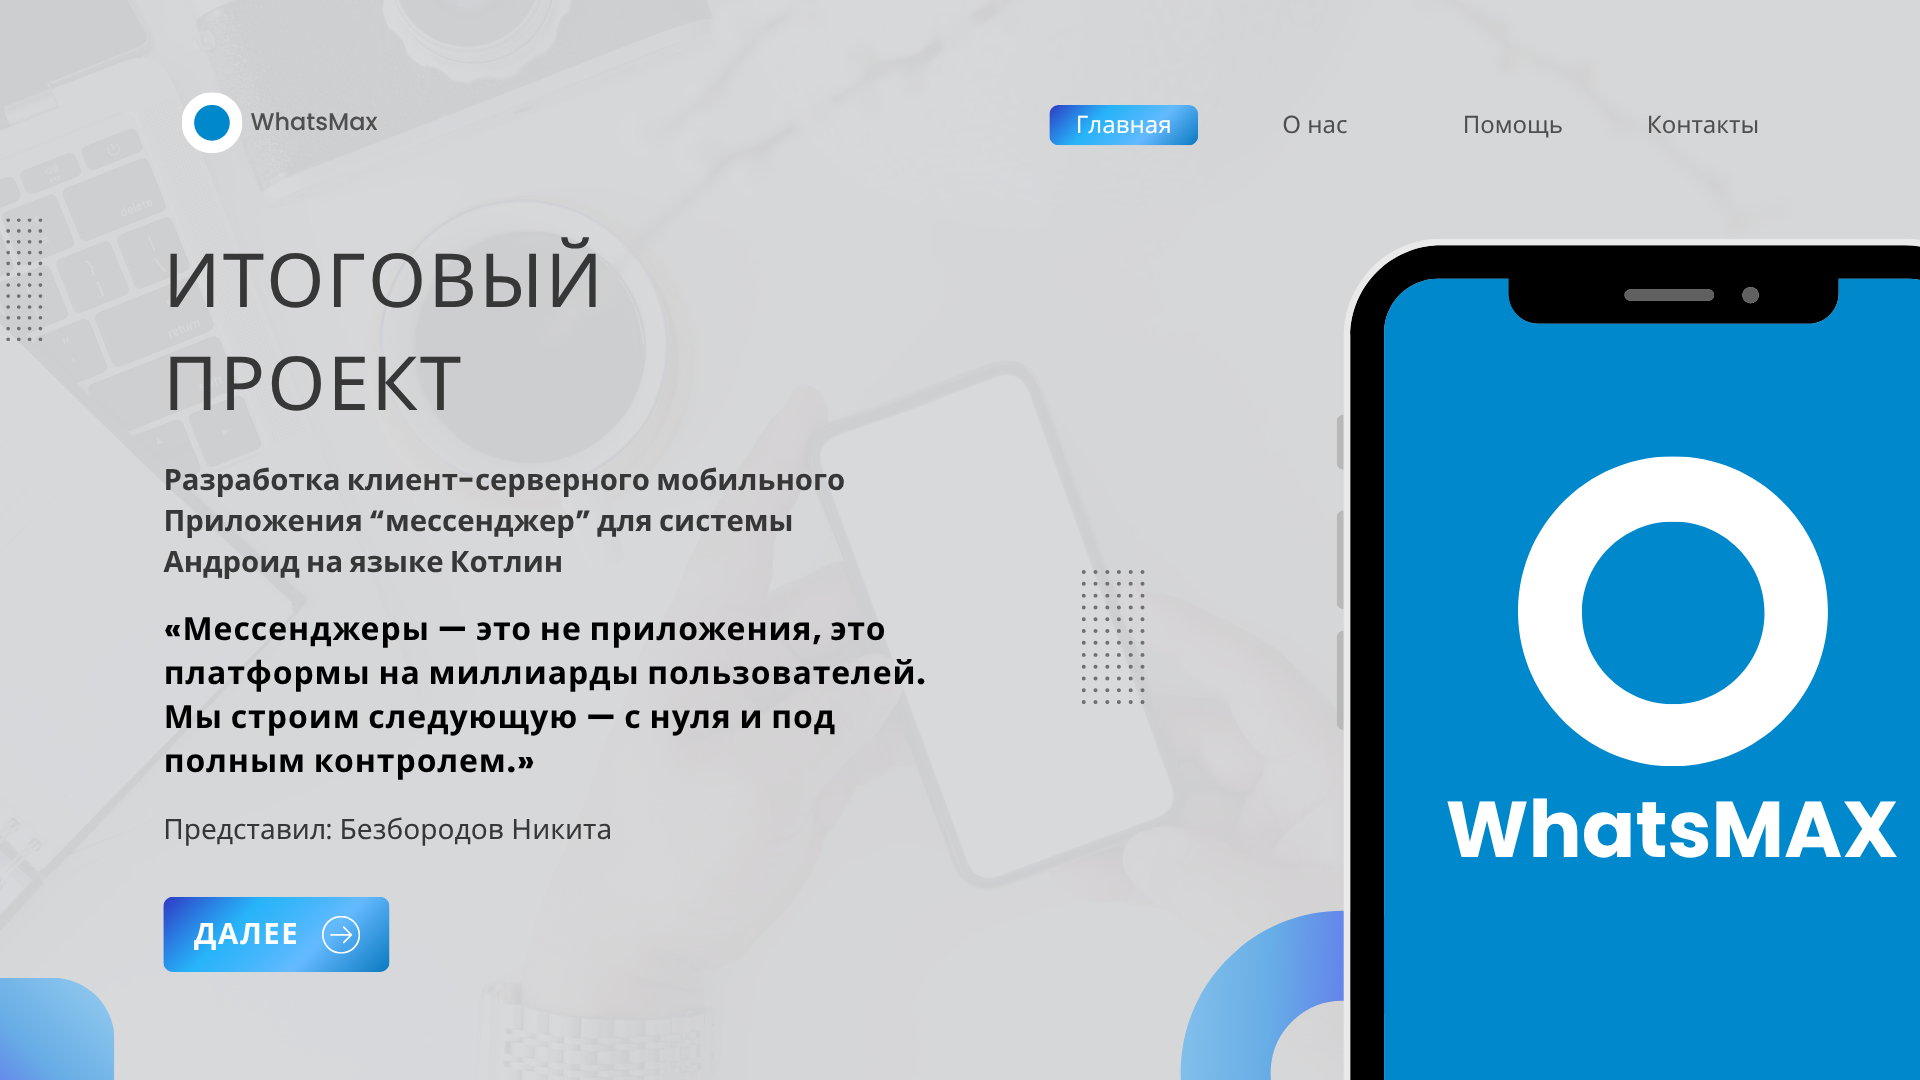 WhatsMax
Главная
О нас
Помощь
Контакты
ИТОГОВЫЙ
ПРОЕКТ
Разработка клиент–серверного мобильного
Приложения “мессенджер” для системы
Андроид на языке Котлин
«Мессенджеры — это не приложения, это
платформы на миллиарды пользователей.
Мы строим следующую — с нуля и под
полным контролем.»
Представил: Безбородов Никита
ДАЛЕЕ
WhatsMAX
delete
return